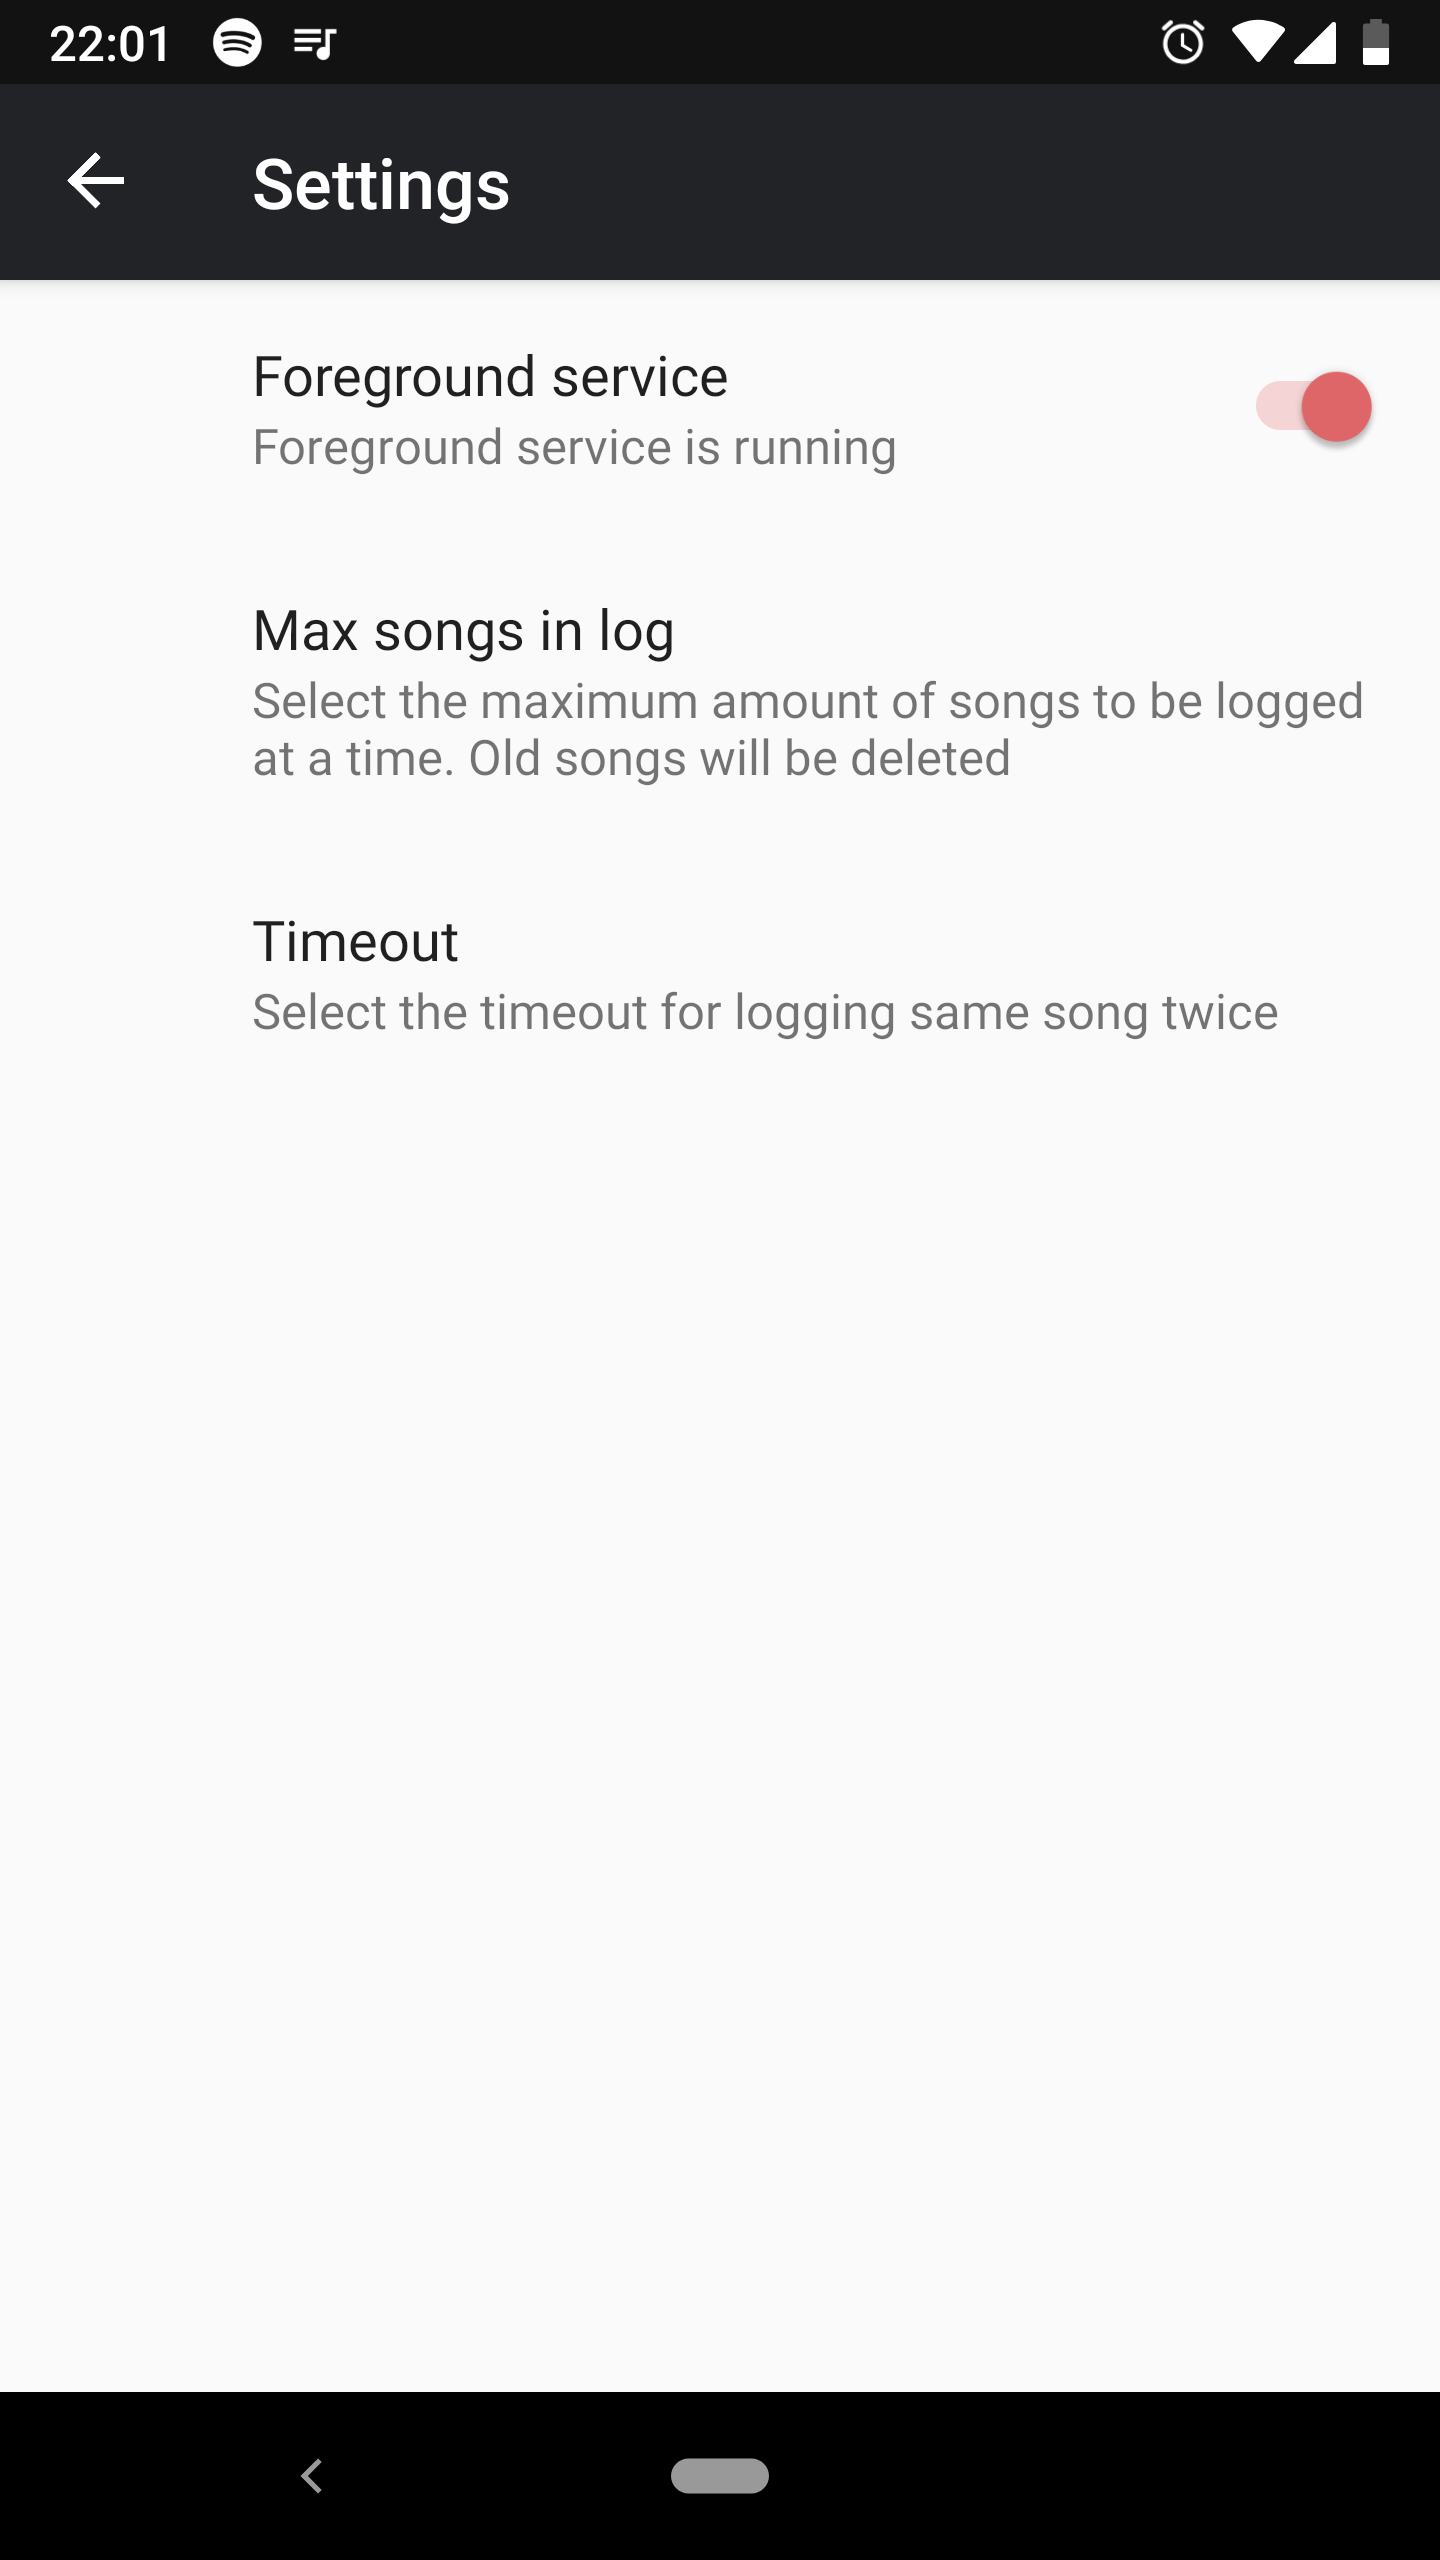 22:01
Settings
Foreground service
Foreground service is running
Max songs in log
Select the maximum amount of songs to be logged
at a time. Old songs will be deleted
Timeout
Select the timeout for logging same song twice